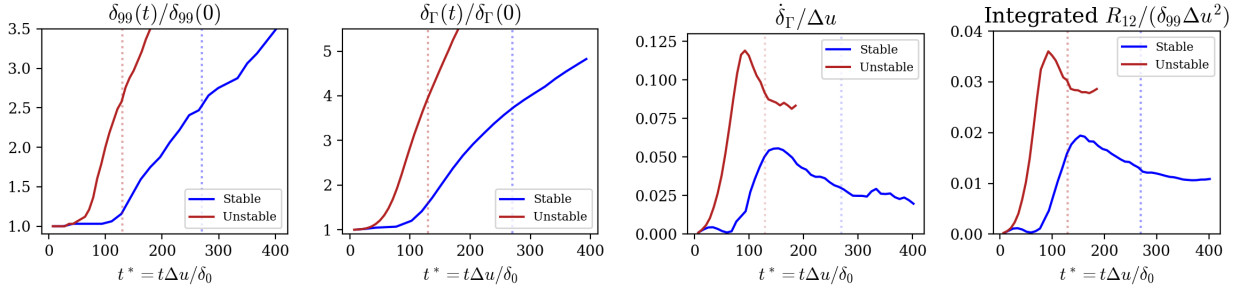 δ₉₉(t)/δ₉₉(0)
3.5
3.0
2.5
2.0
1.5
1.0
0 100 200 300 400
t* = tΔu/δ₀
Stable
Unstable
δ_Γ(t)/δ_Γ(0)
5
4
3
2
1
0 100 200 300 400
t* = tΔu/δ₀
Stable
Unstable
δ̇_Γ/Δu
0.125
0.100
0.075
0.050
0.025
0.000
0 100 200 300 400
t* = tΔu/δ₀
Stable
Unstable
Integrated R₁₂/(δ₉₉Δu²)
0.04
0.03
0.02
0.01
0.00
0 100 200 300 400
t* = tΔu/δ₀
Stable
Unstable